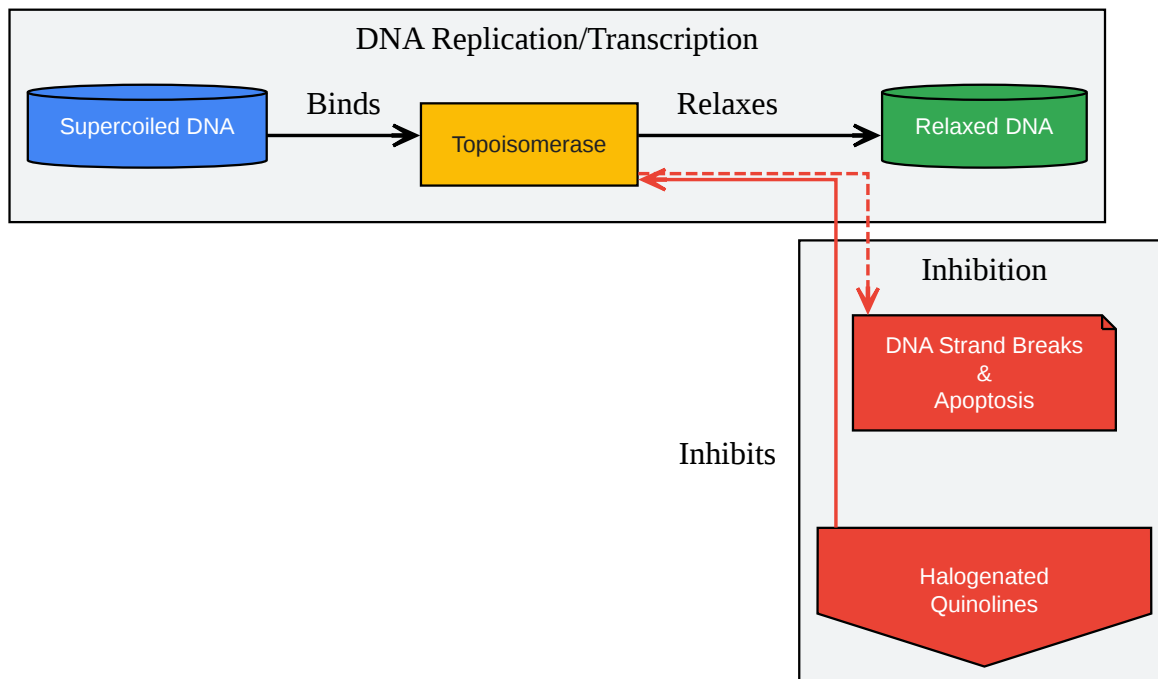 DNA Replication/Transcription
Supercoiled DNA
Binds
Topoisomerase
Relaxes
Relaxed DNA
Inhibition
DNA Strand Breaks
&
Apoptosis
Inhibits
Halogenated
Quinolines